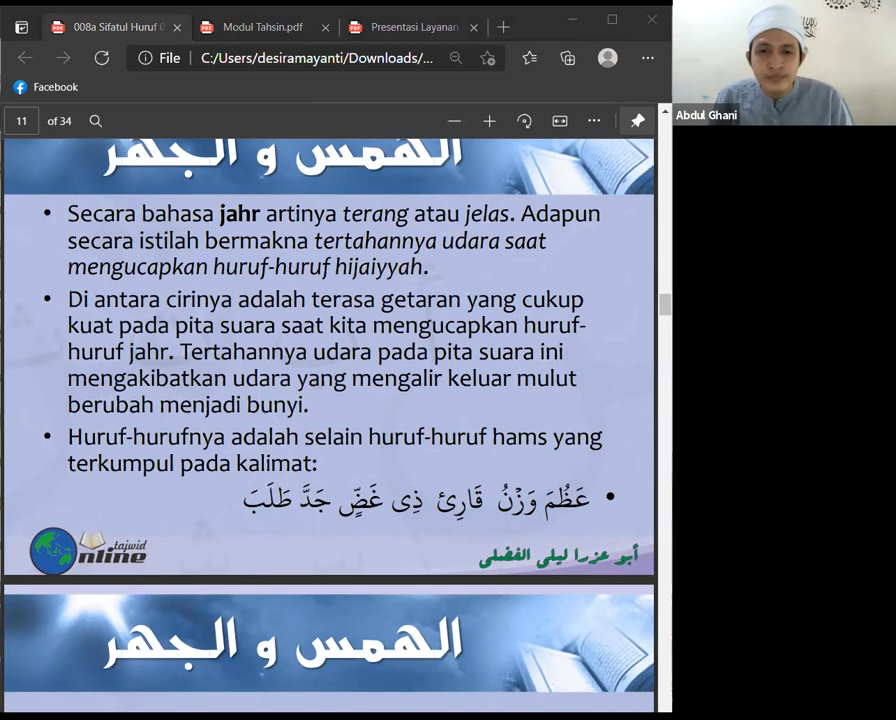 008a Sifatul Huruf
Modul Tahsin.pdf
Presentasi Layanan
File
C:/Users/desiramayanti/Downloads/...
Facebook
11 of 34
Abdul Ghani
الهمس و الجهر
• Secara bahasa jahr artinya terang atau jelas. Adapun
secara istilah bermakna tertahannya udara saat
mengucapkan huruf-huruf hijaiyyah.
• Di antara cirinya adalah terasa getaran yang cukup
kuat pada pita suara saat kita mengucapkan huruf-
huruf jahr. Tertahannya udara pada pita suara ini
mengakibatkan udara yang mengalir keluar mulut
berubah menjadi bunyi.
• Huruf-hurufnya adalah selain huruf-huruf hams yang
terkumpul pada kalimat:
• عَظُمَ وَزْنُ قَارِئ ذِى غَضٍّ جَدَّ طَلَبَ
tajwid
Online
أبو عزرا ليلى الفضلى
الهمس و الجهر